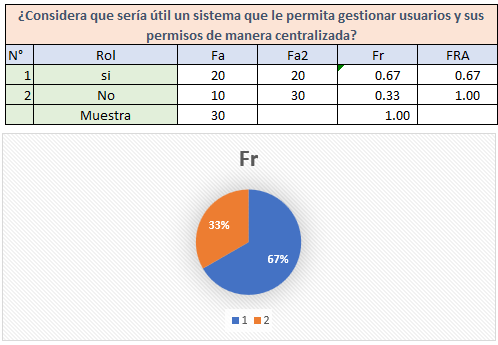 ¿Considera que sería útil un sistema que le permita gestionar usuarios y sus
permisos de manera centralizada?
N° Rol Fa Fa2 Fr FRA
1 si 20 20 0.67 0.67
2 No 10 30 0.33 1.00
Muestra 30 1.00
Fr
33%
67%
1 2